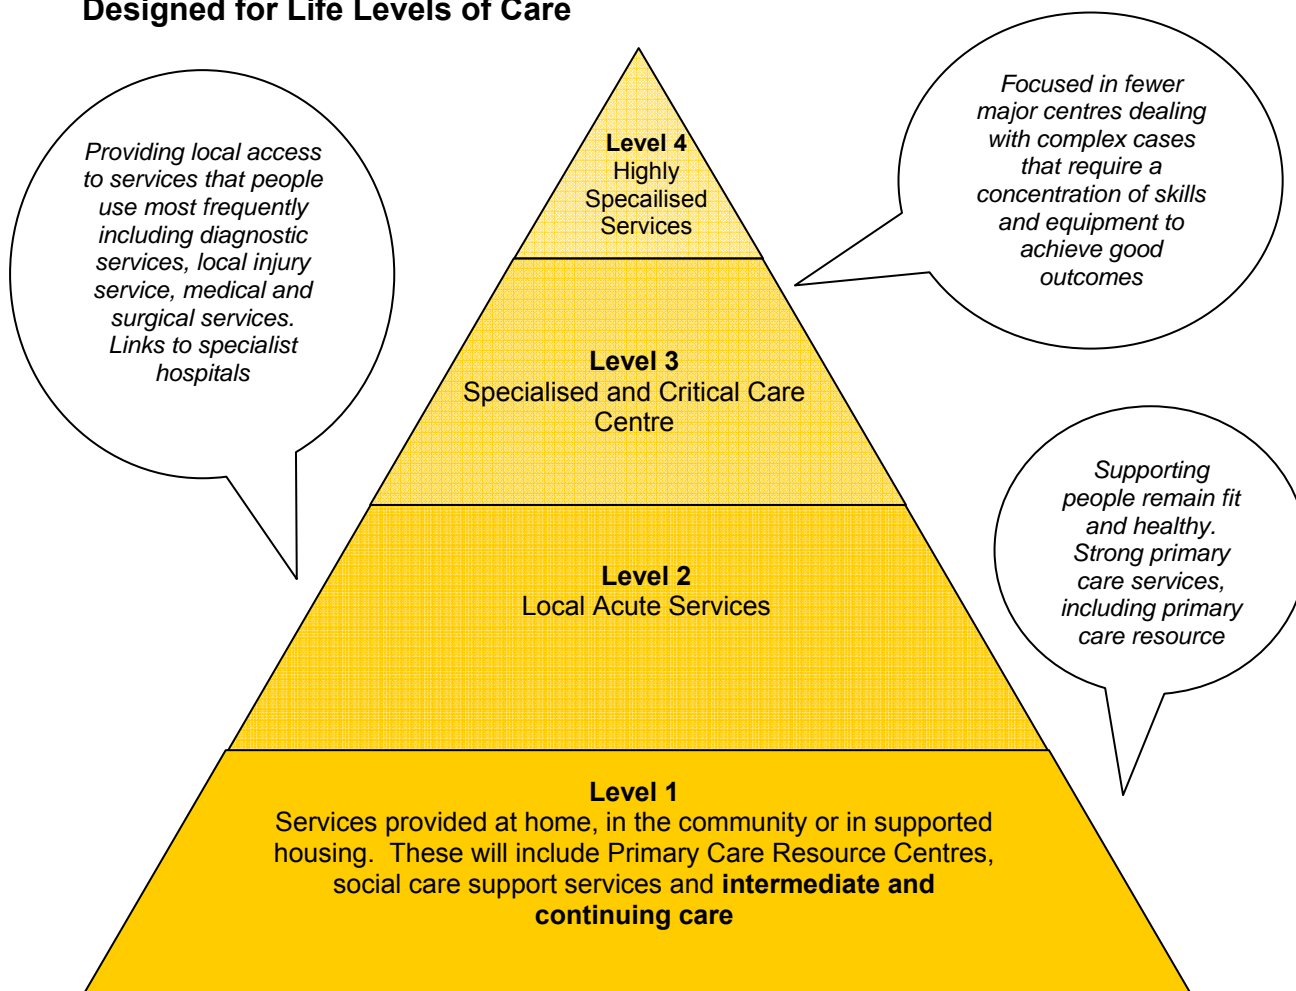 Designed for Life Levels of Care
Providing local access
to services that people
use most frequently
including diagnostic
services, local injury
service, medical and
surgical services.
Links to specialist
hospitals
Focused in fewer
major centres dealing
with complex cases
that require a
concentration of skills
and equipment to
achieve good
outcomes
Level 4
Highly
Specailised
Services
Level 3
Specialised and Critical Care
Centre
Supporting
people remain fit
and healthy.
Strong primary
care services,
including primary
care resource
Level 2
Local Acute Services
Level 1
Services provided at home, in the community or in supported
housing.  These will include Primary Care Resource Centres,
social care support services and intermediate and
continuing care